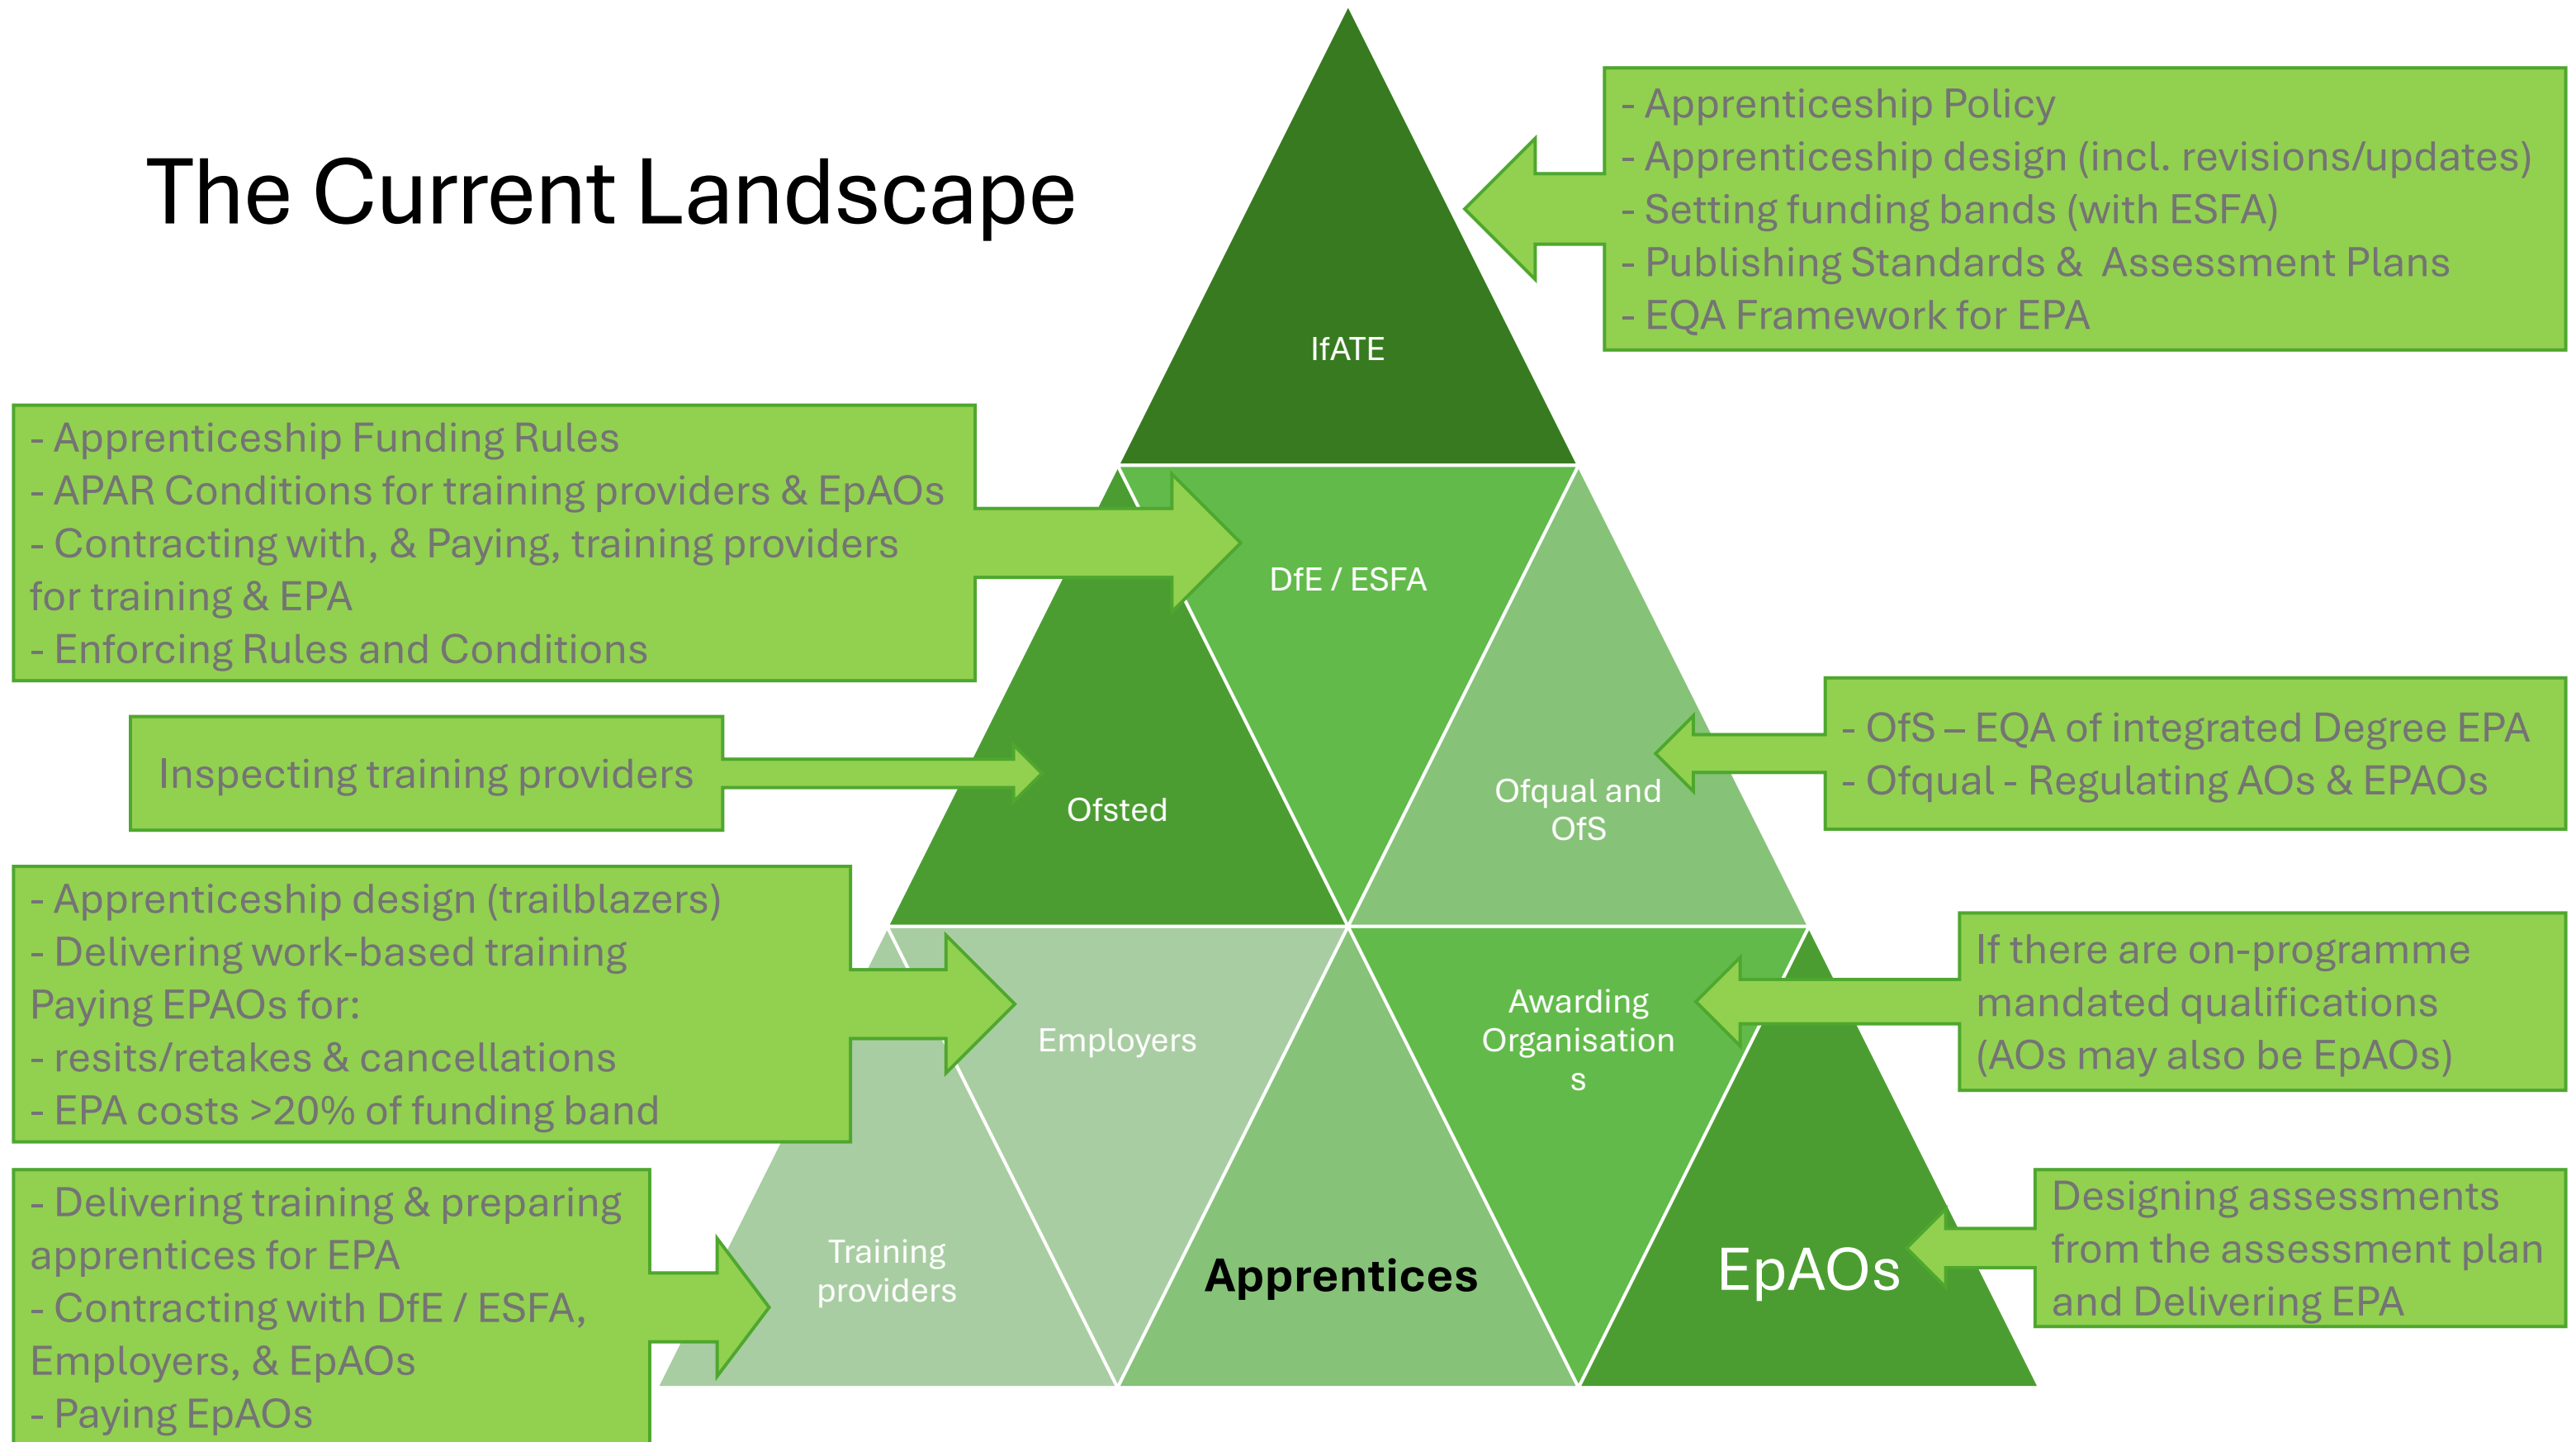 The Current Landscape
IfATE
- Apprenticeship Policy
- Apprenticeship design (incl. revisions/updates)
- Setting funding bands (with ESFA)
- Publishing Standards &  Assessment Plans
- EQA Framework for EPA
- Apprenticeship Funding Rules
- APAR Conditions for training providers & EpAOs
- Contracting with, & Paying, training providers
for training & EPA
- Enforcing Rules and Conditions
DfE / ESFA
Inspecting training providers
Ofsted
Ofqual and
OfS
- OfS – EQA of integrated Degree EPA
- Ofqual - Regulating AOs & EPAOs
- Apprenticeship design (trailblazers)
- Delivering work-based training
Paying EPAOs for:
- resits/retakes & cancellations
- EPA costs >20% of funding band
Employers
Awarding
Organisation
s
If there are on-programme
mandated qualifications
(AOs may also be EpAOs)
- Delivering training & preparing
apprentices for EPA
- Contracting with DfE / ESFA,
Employers, & EpAOs
- Paying EpAOs
Training
providers
Apprentices
EpAOs
Designing assessments
from the assessment plan
and Delivering EPA